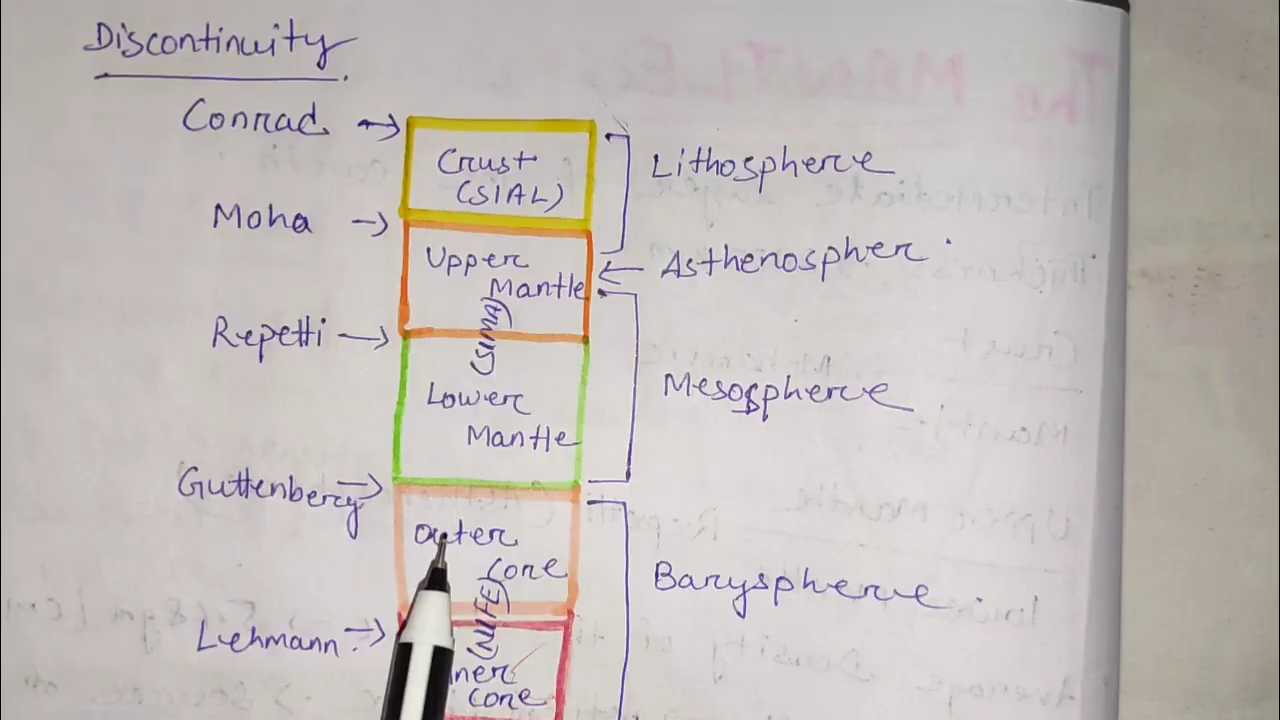 Discontinuity
Conrad →
Crust
(SIAL)
Lithosphere
Moha →
Upper
Mantle
Asthenospher
(SIMA)
Repetti →
Lower
Mantle
Mesosphere
Guttenberg →
Outer
Core
Barysphere
(NIFE)
Lehmann →
Core